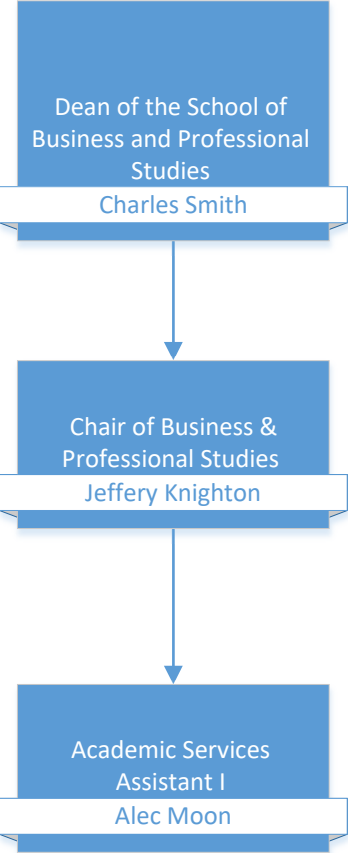 Dean of the School of
Business and Professional
Studies
Charles Smith
Chair of Business &
Professional Studies
Jeffery Knighton
Academic Services
Assistant I
Alec Moon